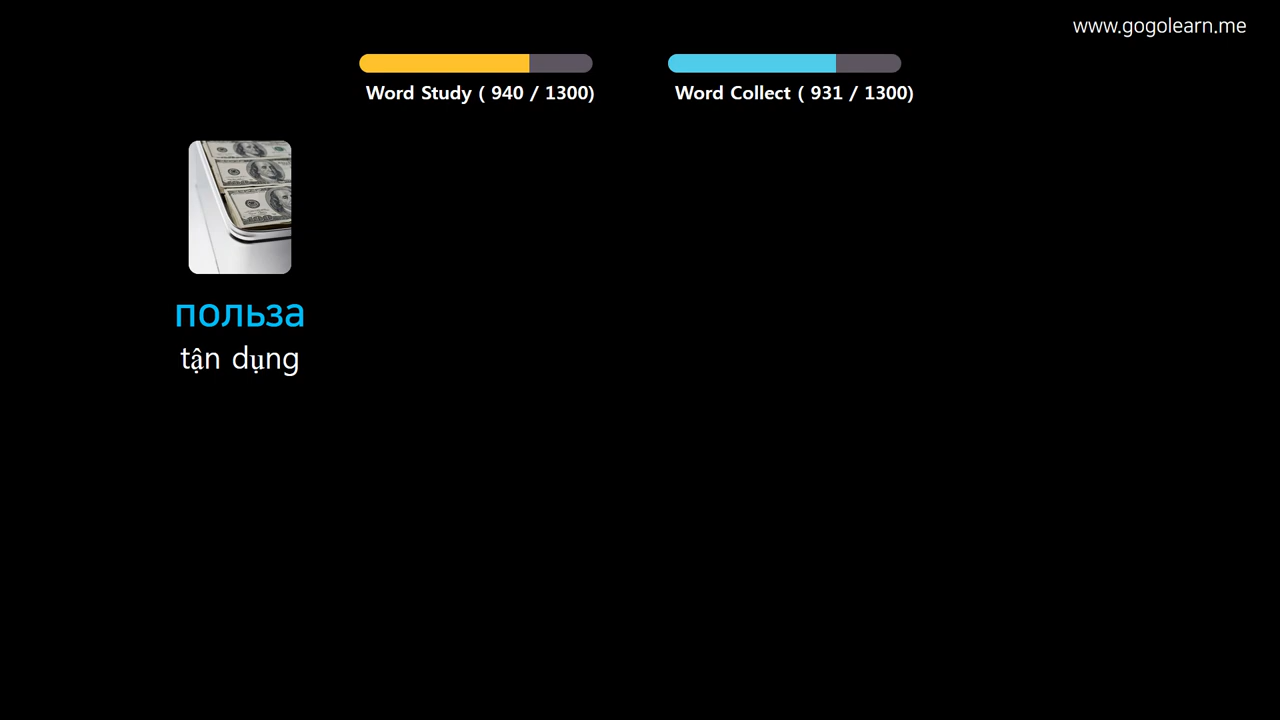 www.gogolearn.me
Word Study ( 940 / 1300)
Word Collect ( 931 / 1300)
польза
tận dụng